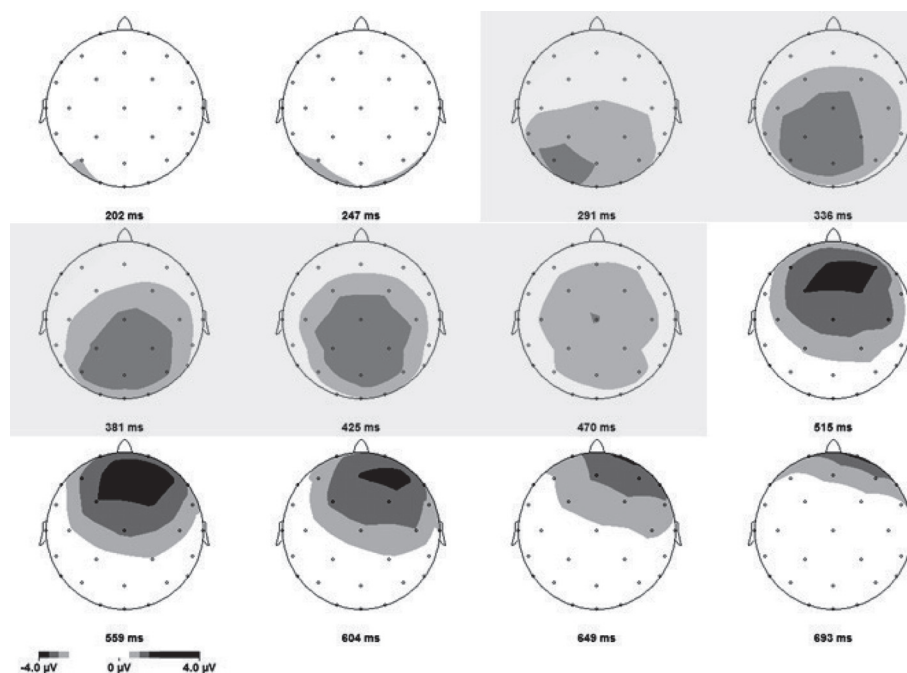 202 ms 247 ms 291 ms 336 ms
381 ms 425 ms 470 ms 515 ms
559 ms 604 ms 649 ms 693 ms
-4.0 µV 0 µV 4.0 µV